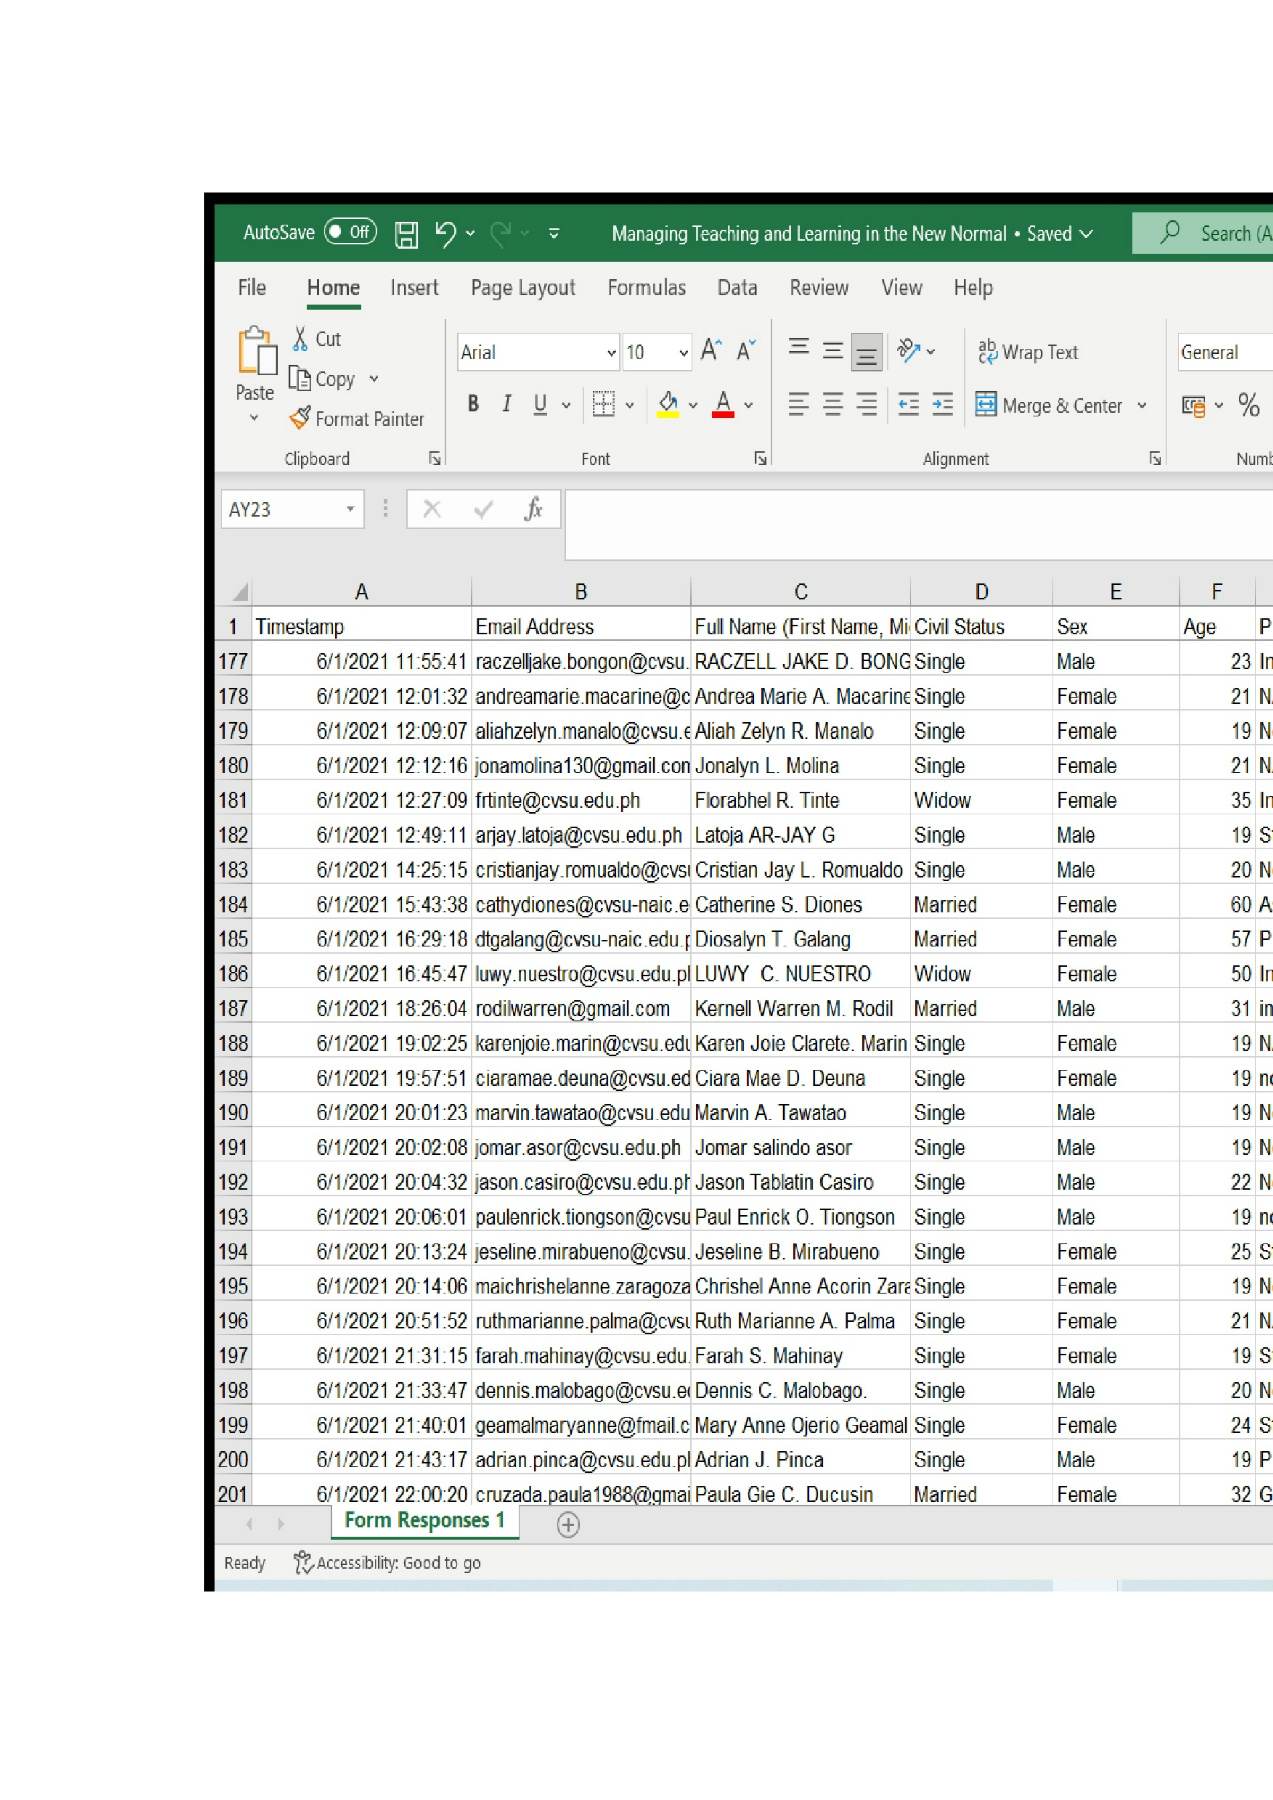 AutoSave Off Managing Teaching and Learning in the New Normal • Saved Search (A
File Home Insert Page Layout Formulas Data Review View Help
Cut
Copy
Paste
Format Painter
Clipboard
Arial 10
B I U A
Font
ab Wrap Text
Merge & Center
Alignment
General
%
Numb
AY23 fx
A B C D E F
1 Timestamp Email Address Full Name (First Name, Mi Civil Status Sex Age P
177 6/1/2021 11:55:41 raczelljake.bongon@cvsu. RACZELL JAKE D. BONG Single Male 23 In
178 6/1/2021 12:01:32 andreamarie.macarine@c Andrea Marie A. Macarine Single Female 21 N
179 6/1/2021 12:09:07 aliahzelyn.manalo@cvsu.e Aliah Zelyn R. Manalo Single Female 19 N
180 6/1/2021 12:12:16 jonamolina130@gmail.con Jonalyn L. Molina Single Female 21 N
181 6/1/2021 12:27:09 frtinte@cvsu.edu.ph Florabhel R. Tinte Widow Female 35 In
182 6/1/2021 12:49:11 arjay.latoja@cvsu.edu.ph Latoja AR-JAY G Single Male 19 S
183 6/1/2021 14:25:15 cristianjay.romualdo@cvsu Cristian Jay L. Romualdo Single Male 20 N
184 6/1/2021 15:43:38 cathydiones@cvsu-naic.e Catherine S. Diones Married Female 60 A
185 6/1/2021 16:29:18 dtgalang@cvsu-naic.edu.p Diosalyn T. Galang Married Female 57 P
186 6/1/2021 16:45:47 luwy.nuestro@cvsu.edu.pl LUWY C. NUESTRO Widow Female 50 In
187 6/1/2021 18:26:04 rodilwarren@gmail.com Kernell Warren M. Rodil Married Male 31 in
188 6/1/2021 19:02:25 karenjoie.marin@cvsu.edu Karen Joie Clarete. Marin Single Female 19 N
189 6/1/2021 19:57:51 ciaramae.deuna@cvsu.ed Ciara Mae D. Deuna Single Female 19 no
190 6/1/2021 20:01:23 marvin.tawatao@cvsu.edu Marvin A. Tawatao Single Male 19 N
191 6/1/2021 20:02:08 jomar.asor@cvsu.edu.ph Jomar salindo asor Single Male 19 N
192 6/1/2021 20:04:32 jason.casiro@cvsu.edu.ph Jason Tablatin Casiro Single Male 22 N
193 6/1/2021 20:06:01 paulenrick.tiongson@cvsu Paul Enrick O. Tiongson Single Male 19 no
194 6/1/2021 20:13:24 jeseline.mirabueno@cvsu. Jeseline B. Mirabueno Single Female 25 S
195 6/1/2021 20:14:06 maichrishelanne.zaragoza Chrishel Anne Acorin Zara Single Female 19 N
196 6/1/2021 20:51:52 ruthmarianne.palma@cvsu Ruth Marianne A. Palma Single Female 21 N
197 6/1/2021 21:31:15 farah.mahinay@cvsu.edu. Farah S. Mahinay Single Female 19 S
198 6/1/2021 21:33:47 dennis.malobago@cvsu.e Dennis C. Malobago. Single Male 20 N
199 6/1/2021 21:40:01 geamalmaryanne@fmail.c Mary Anne Ojerio Geamal Single Female 24 S
200 6/1/2021 21:43:17 adrian.pinca@cvsu.edu.pl Adrian J. Pinca Single Male 19 P
201 6/1/2021 22:00:20 cruzada.paula1988@gmai Paula Gie C. Ducusin Married Female 32 G
Form Responses 1
Ready Accessibility: Good to go